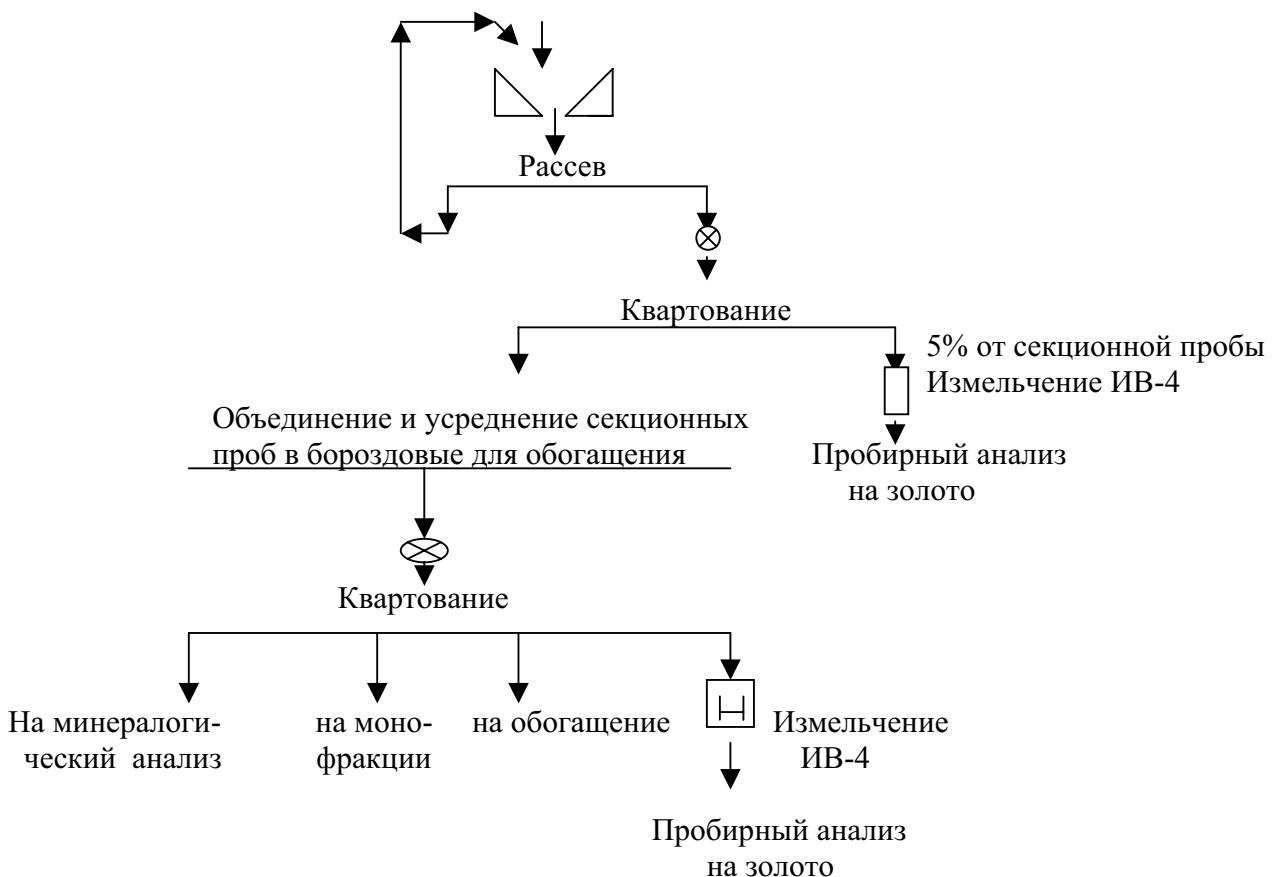 Рассев
Квартование
5% от секционной пробы
Измельчение ИВ-4
Объединение и усреднение секционных
проб в бороздовые для обогащения
Пробирный анализ
на золото
Квартование
На минералоги-
ческий анализ
на моно-
фракции
на обогащение
Измельчение
ИВ-4
Пробирный анализ
на золото